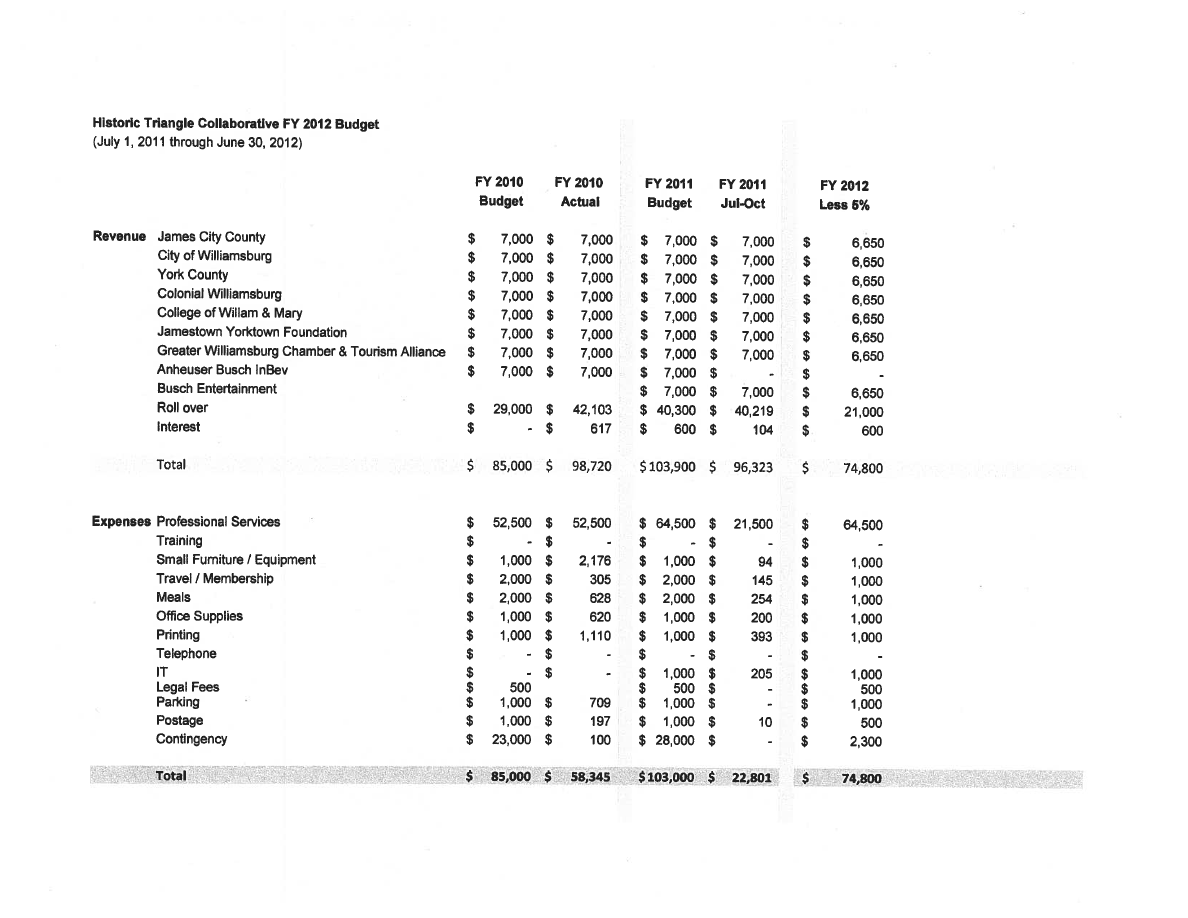 Historic Triangle Collaborative FY 2012 Budget
(July 1, 2011 through June 30, 2012)
FY 2010 FY 2010 FY 2011 FY 2011 FY 2012
Budget Actual Budget Jul-Oct Less 5%
Revenue James City County $ 7,000 $ 7,000 $ 7,000 $ 7,000 $ 6,650
City of Williamsburg $ 7,000 $ 7,000 $ 7,000 $ 7,000 $ 6,650
York County $ 7,000 $ 7,000 $ 7,000 $ 7,000 $ 6,650
Colonial Williamsburg $ 7,000 $ 7,000 $ 7,000 $ 7,000 $ 6,650
College of Willam & Mary $ 7,000 $ 7,000 $ 7,000 $ 7,000 $ 6,650
Jamestown Yorktown Foundation $ 7,000 $ 7,000 $ 7,000 $ 7,000 $ 6,650
Greater Williamsburg Chamber & Tourism Alliance $ 7,000 $ 7,000 $ 7,000 $ 7,000 $ 6,650
Anheuser Busch InBev $ 7,000 $ 7,000 $ 7,000 $ - $ -
Busch Entertainment $ 7,000 $ 7,000 $ 6,650
Roll over $ 29,000 $ 42,103 $ 40,300 $ 40,219 $ 21,000
Interest $ - $ 617 $ 600 $ 104 $ 600
Total $ 85,000 $ 98,720 $ 103,900 $ 96,323 $ 74,800
Expenses Professional Services $ 52,500 $ 52,500 $ 64,500 $ 21,500 $ 64,500
Training $ - $ - $ - $ - $ -
Small Furniture / Equipment $ 1,000 $ 2,176 $ 1,000 $ 94 $ 1,000
Travel / Membership $ 2,000 $ 305 $ 2,000 $ 145 $ 1,000
Meals $ 2,000 $ 628 $ 2,000 $ 254 $ 1,000
Office Supplies $ 1,000 $ 620 $ 1,000 $ 200 $ 1,000
Printing $ 1,000 $ 1,110 $ 1,000 $ 393 $ 1,000
Telephone $ - $ - $ - $ - $ -
IT $ - $ - $ 1,000 $ 205 $ 1,000
Legal Fees $ 500 $ 500 $ - $ 500
Parking $ 1,000 $ 709 $ 1,000 $ - $ 1,000
Postage $ 1,000 $ 197 $ 1,000 $ 10 $ 500
Contingency $ 23,000 $ 100 $ 28,000 $ - $ 2,300
Total $ 85,000 $ 58,345 $ 103,000 $ 22,801 $ 74,800